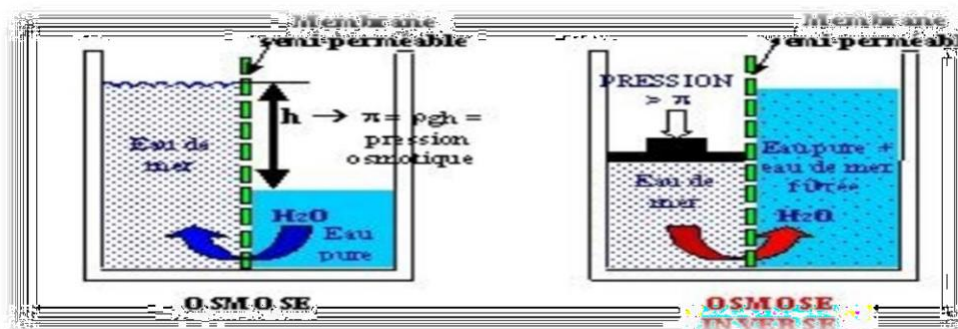 Membrane
semi-perméable
h → π = ρgh =
pression
osmotique
Eau de
mer
H2O
Eau
pure
OSMOSE
Membrane
semi-perméable
PRESSION
> π
Eau de
mer
Eau pure +
eau de mer
filtrée
H2O
OSMOSE
INVERSE